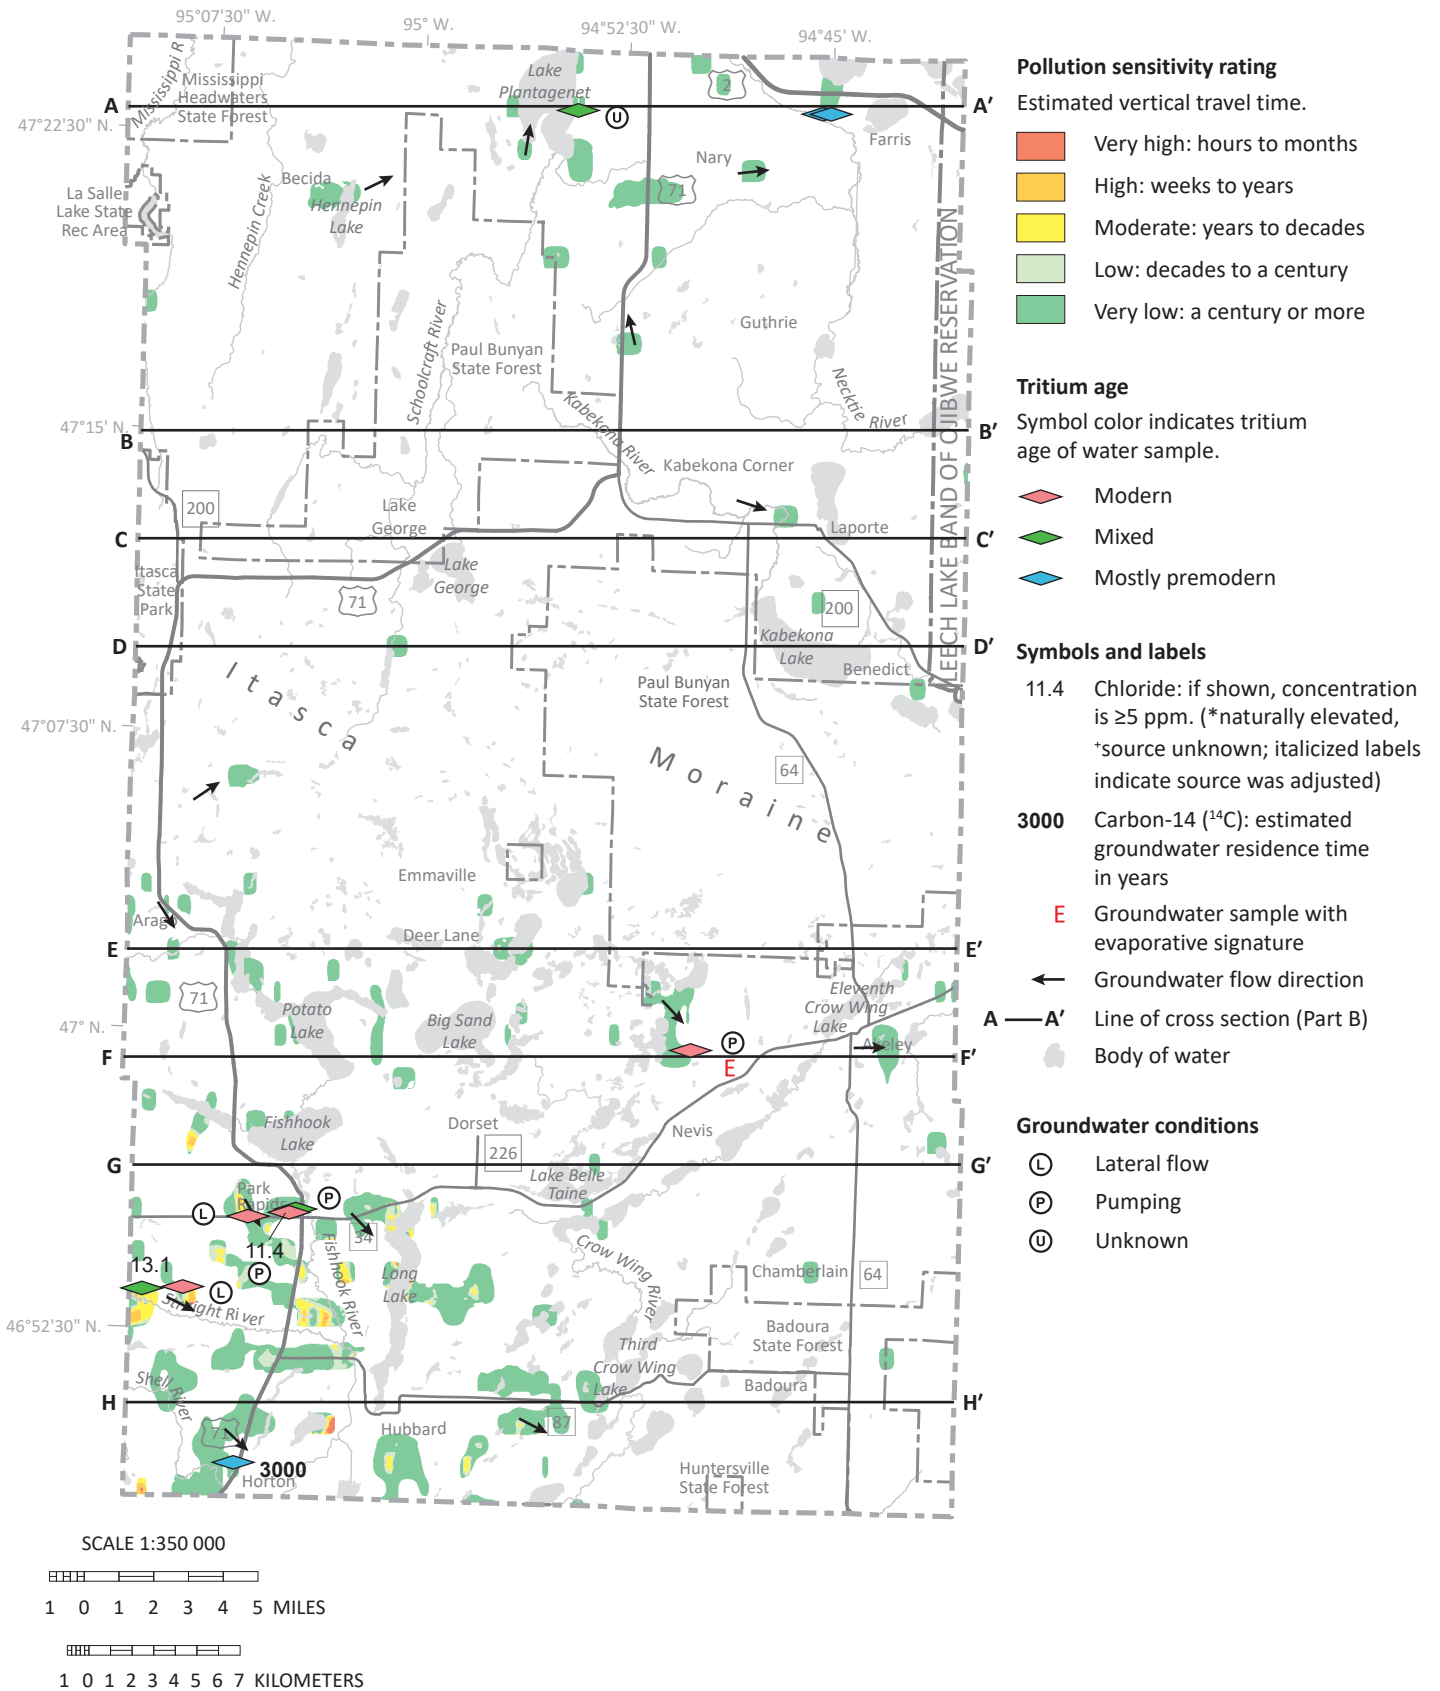 95°07'30" W.
95° W.
94°52'30" W.
94°45' W.
Mississippi R
Mississippi
Headwaters
State Forest
Lake
Plantagenet
2
A
A′
U
47°22'30" N.
Farris
Nary
Becida
71
La Salle
Lake State
Rec Area
Hennepin
Lake
Hennepin Creek
LEECH LAKE BAND OF OJIBWE RESERVATION
Schoolcraft River
Guthrie
Paul Bunyan
State Forest
Necktie
River
Kabekona River
47°15' N.
B
B′
Kabekona Corner
200
Lake
George
Laporte
C
C′
Itasca
State
Park
Lake
George
71
200
Kabekona
Lake
D
D′
Benedict
Itasca
Paul Bunyan
State Forest
47°07'30" N.
Moraine
64
Emmaville
Arago
Deer Lane
E
E′
71
Eleventh
Crow Wing
Lake
Potato
Lake
Big Sand
Lake
47° N.
P
Akeley
F
F′
E
Fishhook
Lake
Dorset
Nevis
226
G
G′
Lake Belle
Taine
Park
Rapids
P
L
34
11.4
Fishhook River
Crow Wing
River
13.1
P
Long
Lake
Chamberlain
64
L
Straight River
46°52'30" N.
Badoura
State Forest
Third
Crow Wing
Lake
Shell River
Badoura
H
H′
71
87
Hubbard
3000
Horton
Huntersville
State Forest
SCALE 1:350 000
1 0 1 2 3 4 5 MILES
1 0 1 2 3 4 5 6 7 KILOMETERS
Pollution sensitivity rating
Estimated vertical travel time.
Very high: hours to months
High: weeks to years
Moderate: years to decades
Low: decades to a century
Very low: a century or more
Tritium age
Symbol color indicates tritium
age of water sample.
Modern
Mixed
Mostly premodern
Symbols and labels
11.4 Chloride: if shown, concentration
is ≥5 ppm. (*naturally elevated,
⁺source unknown; italicized labels
indicate source was adjusted)
3000 Carbon-14 (¹⁴C): estimated
groundwater residence time
in years
E Groundwater sample with
evaporative signature
Groundwater flow direction
A A′ Line of cross section (Part B)
Body of water
Groundwater conditions
L Lateral flow
P Pumping
U Unknown